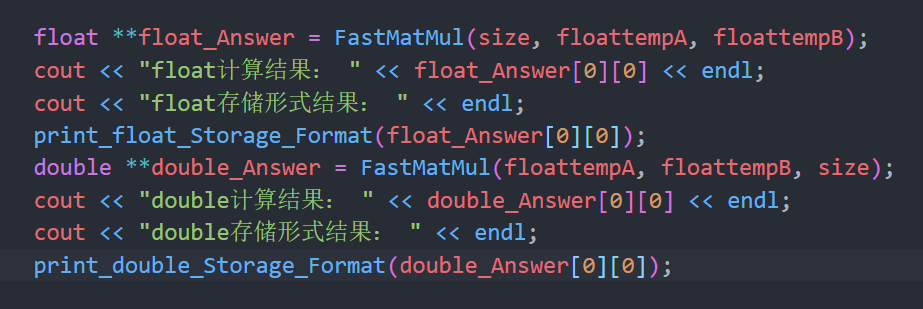 float **float_Answer = FastMatMul(size, floattempA, floattempB);
cout << "float计算结果： " << float_Answer[0][0] << endl;
cout << "float存储形式结果： " << endl;
print_float_Storage_Format(float_Answer[0][0]);
double **double_Answer = FastMatMul(floattempA, floattempB, size);
cout << "double计算结果： " << double_Answer[0][0] << endl;
cout << "double存储形式结果： " << endl;
print_double_Storage_Format(double_Answer[0][0]);